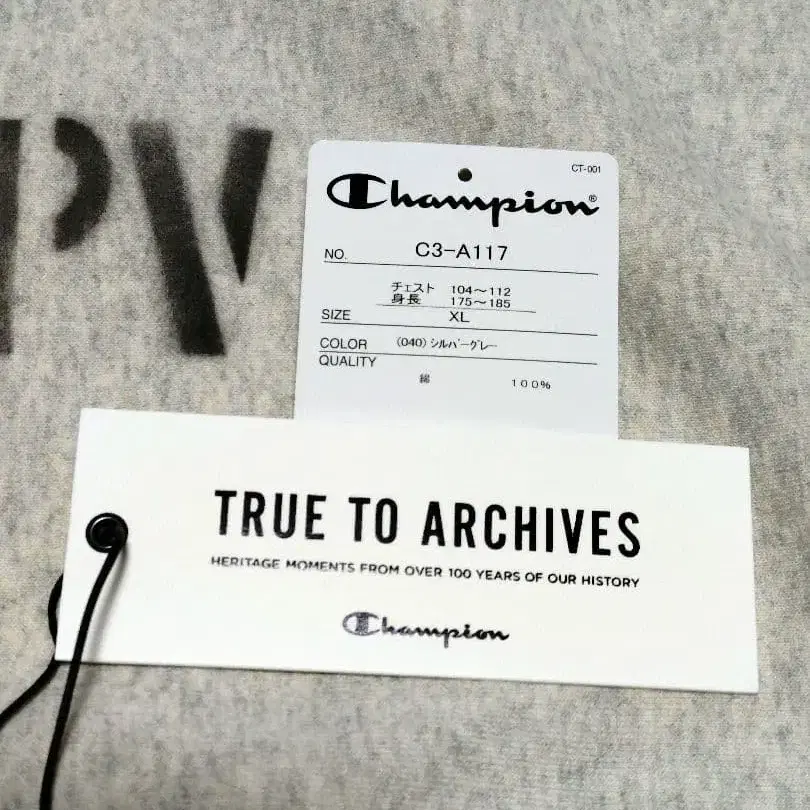 PV
CT-001
Champion®
NO. C3-A117
チェスト 104～112
身長 175～185
SIZE XL
COLOR (040)シルバーグレー
QUALITY
綿 100%
TRUE TO ARCHIVES
HERITAGE MOMENTS FROM OVER 100 YEARS OF OUR HISTORY
Champion